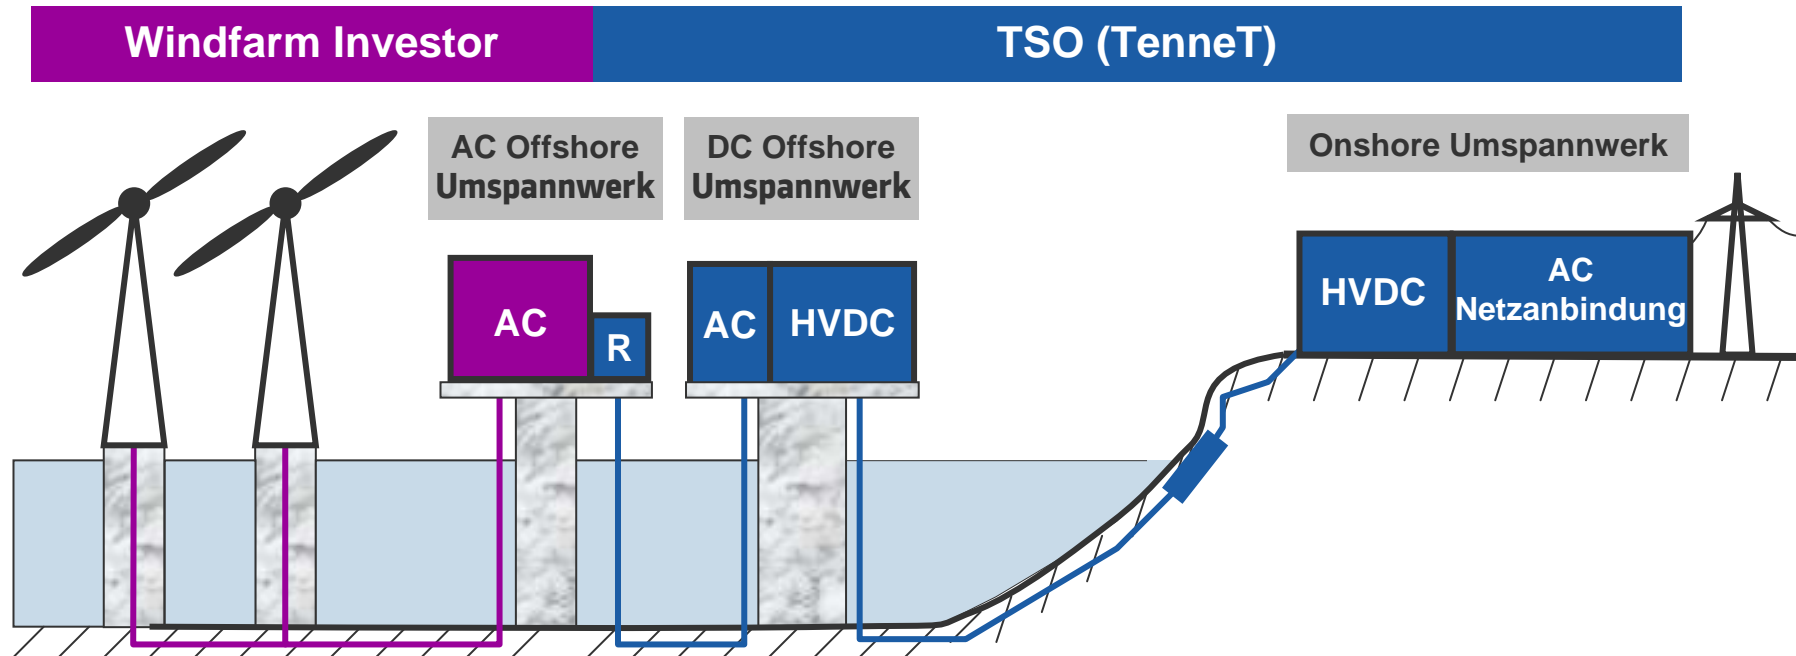 Windfarm Investor
TSO (TenneT)
AC Offshore
Umspannwerk
DC Offshore
Umspannwerk
Onshore Umspannwerk
AC
R
AC
HVDC
HVDC
AC
Netzanbindung